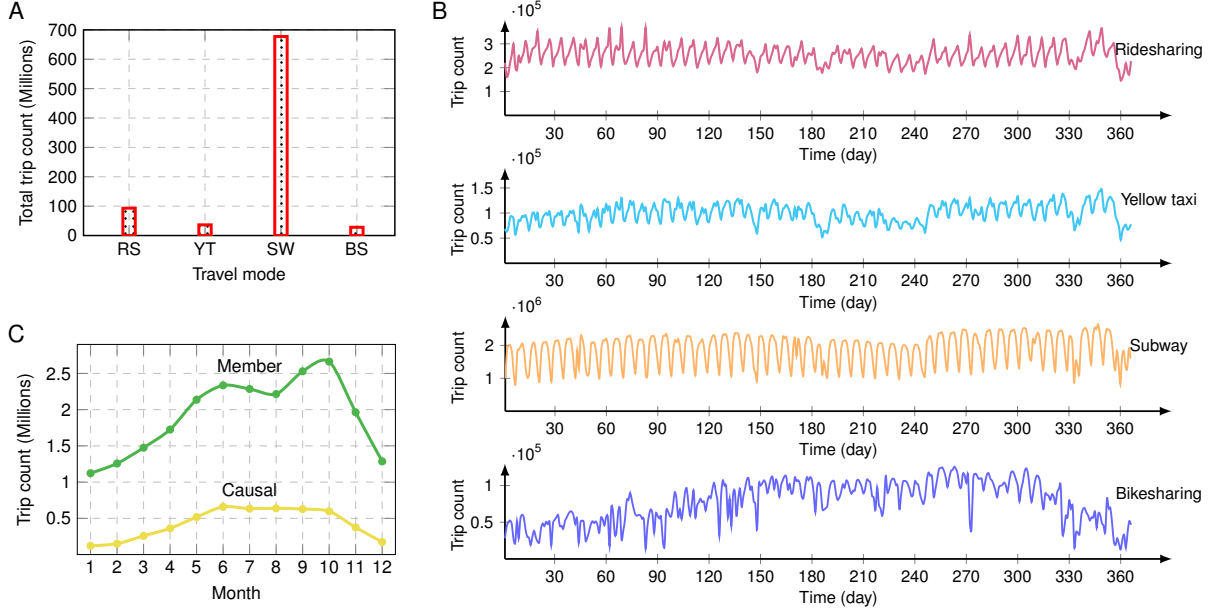 A
Total trip count (Millions)
700
600
500
400
300
200
100
0
RS YT SW BS
Travel mode
B
·10^5
Trip count
3
2
1
Ridesharing
30 60 90 120 150 180 210 240 270 300 330 360
Time (day)
·10^5
Trip count
1.5
1
0.5
Yellow taxi
30 60 90 120 150 180 210 240 270 300 330 360
Time (day)
·10^6
Trip count
2
1
Subway
30 60 90 120 150 180 210 240 270 300 330 360
Time (day)
·10^5
Trip count
1
0.5
Bikesharing
30 60 90 120 150 180 210 240 270 300 330 360
Time (day)
C
Trip count (Millions)
2.5
2
1.5
1
0.5
Member
Causal
1 2 3 4 5 6 7 8 9 10 11 12
Month